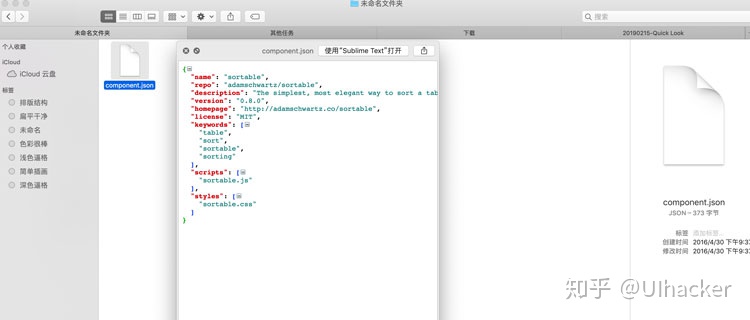 未命名文件夹
搜索
未命名文件夹
其他任务
下载
20190215-Quick Look
个人收藏
iCloud
iCloud 云盘
标签
排版结构
扁平干净
未命名
色彩很棒
浅色逼格
简单插画
深色逼格
component.json
component.json
使用“Sublime Text”打开
{
"name": "sortable",
"repo": "adamschwartz/sortable",
"description": "The simplest, most elegant way to sort a tab
"version": "0.8.0",
"homepage": "http://adamschwartz.co/sortable",
"license": "MIT",
"keywords": [
"table",
"sort",
"sortable",
"sorting"
],
"scripts": [
"sortable.js"
],
"styles": [
"sortable.css"
]
}
component.json
JSON – 373 字节
标签 添加标签...
创建时间 2016/4/30 下午9:37
修改时间 2016/4/30 下午9:37
知乎 @UIhacker